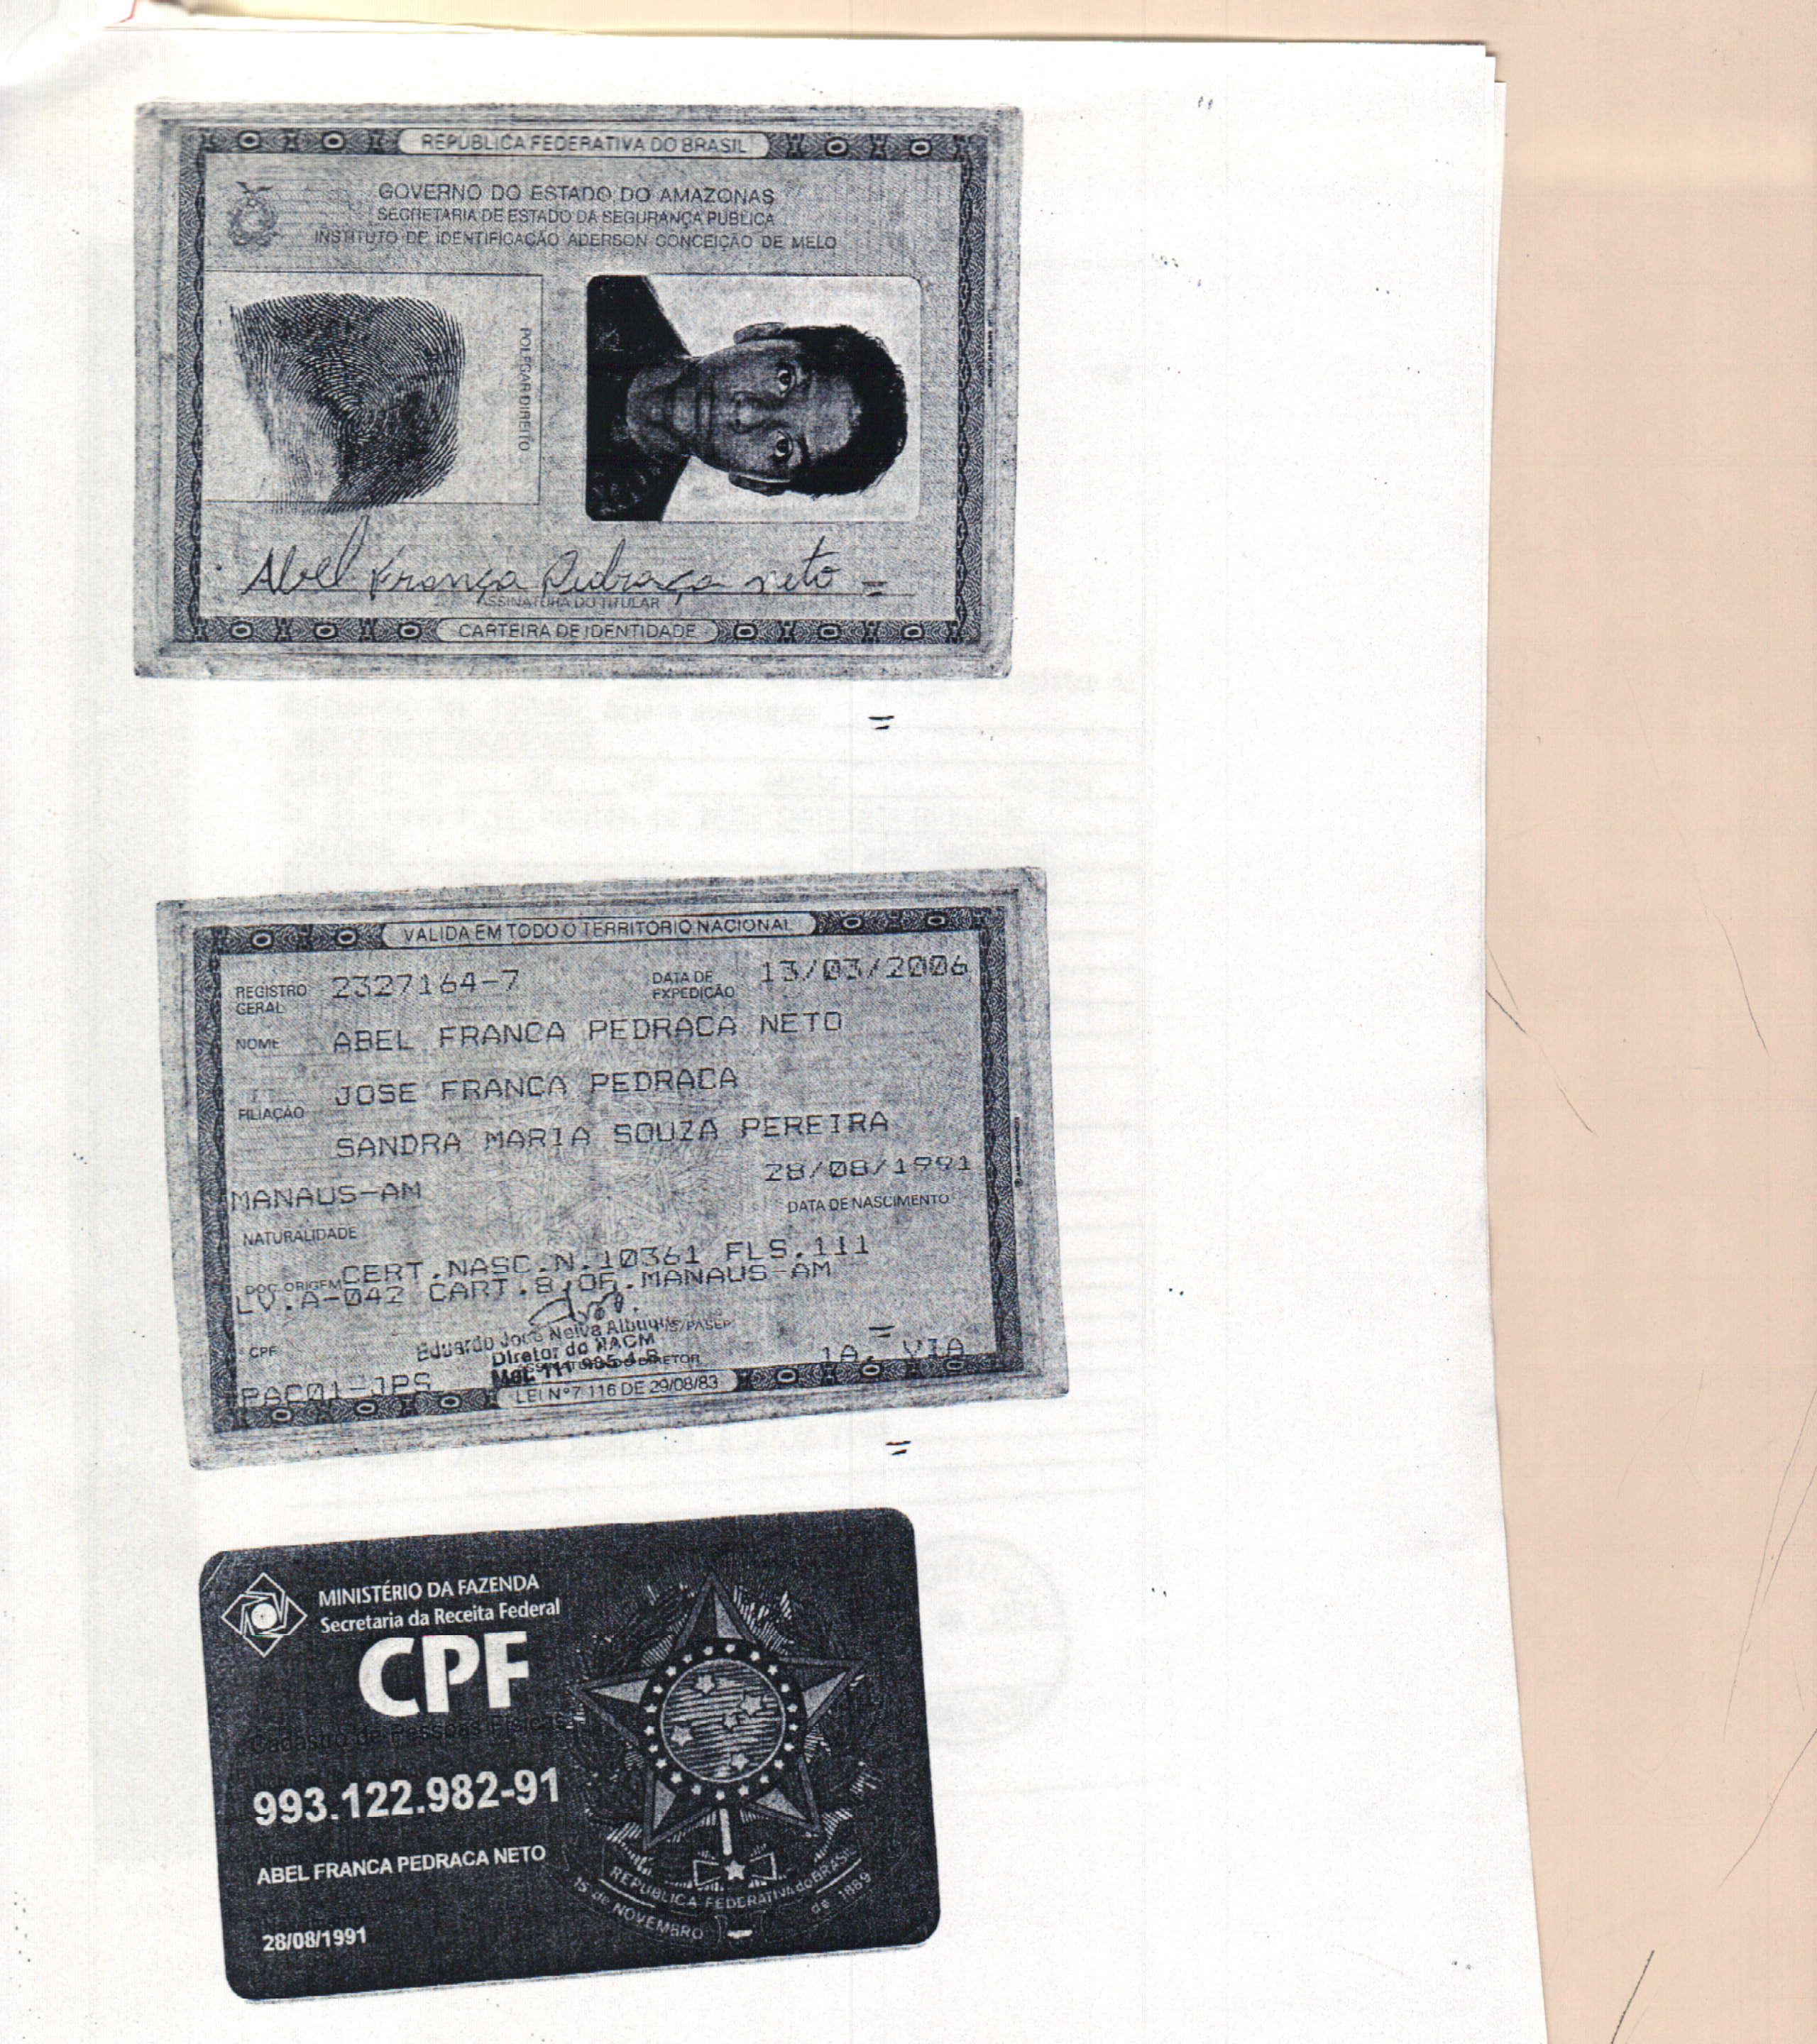 REPÚBLICA FEDERATIVA DO BRASIL
GOVERNO DO ESTADO DO AMAZONAS
SECRETARIA DE ESTADO DA SEGURANÇA PÚBLICA
INSTITUTO DE IDENTIFICAÇÃO ADERSON CONCEIÇÃO DE MELO
POLEGAR DIREITO
Abel França Pedraça neto
ASSINATURA DO TITULAR
CARTEIRA DE IDENTIDADE
VALIDA EM TODO O TERRITORIO NACIONAL
REGISTRO GERAL 2327164-7 DATA DE EXPEDIÇÃO 13/03/2006
NOME ABEL FRANCA PEDRACA NETO
FILIAÇÃO JOSE FRANCA PEDRACA
SANDRA MARIA SOUZA PEREIRA
MANAUS-AM 28/08/1991
NATURALIDADE DATA DE NASCIMENTO
DOC. ORIGEM CERT.NASC.N.10361 FLS.111
LV.A-042 CART.8.OF.MANAUS-AM
CPF PIS/PASEP
Eduardo José Neiva
Diretor do
ASSINATURA DO DIRETOR
1A. VIA
PAC01-JPS
LEI Nº 7.116 DE 29/08/83
MINISTÉRIO DA FAZENDA
Secretaria da Receita Federal
CPF
Cadastro de Pessoas Físicas
993.122.982-91
ABEL FRANCA PEDRACA NETO
28/08/1991
REPÚBLICA FEDERATIVA do BRASIL
15 de NOVEMBRO de 1889